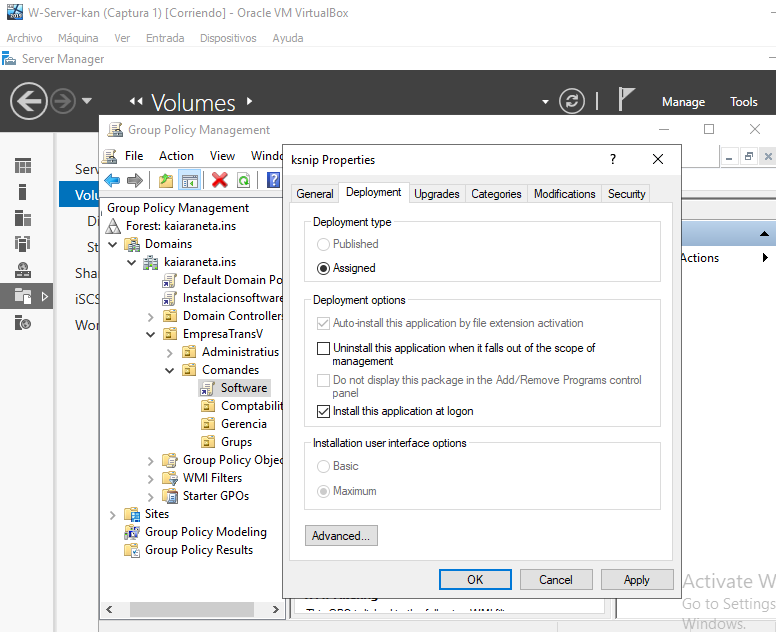 W-Server-kan (Captura 1) [Corriendo] - Oracle VM VirtualBox
Archivo Máquina Ver Entrada Dispositivos Ayuda
Server Manager
Volumes
Manage Tools
Group Policy Management
File Action View Windo
Serv
Volu
Di
St
Shar
iSCS
Wor
Group Policy Management
Forest: kaiaraneta.ins
Domains
kaiaraneta.ins
Default Domain Po
Instalacionsoftware
Domain Controllers
EmpresaTransV
Administratius
Comandes
Software
Comptabilit
Gerencia
Grups
Group Policy Objec
WMI Filters
Starter GPOs
Sites
Group Policy Modeling
Group Policy Results
ksnip Properties
General Deployment Upgrades Categories Modifications Security
Deployment type
Published
Assigned
Deployment options
Auto-install this application by file extension activation
Uninstall this application when it falls out of the scope of
management
Do not display this package in the Add/Remove Programs control
panel
Install this application at logon
Installation user interface options
Basic
Maximum
Advanced...
OK Cancel Apply
Actions
Activate W
Go to Settings
Windows.